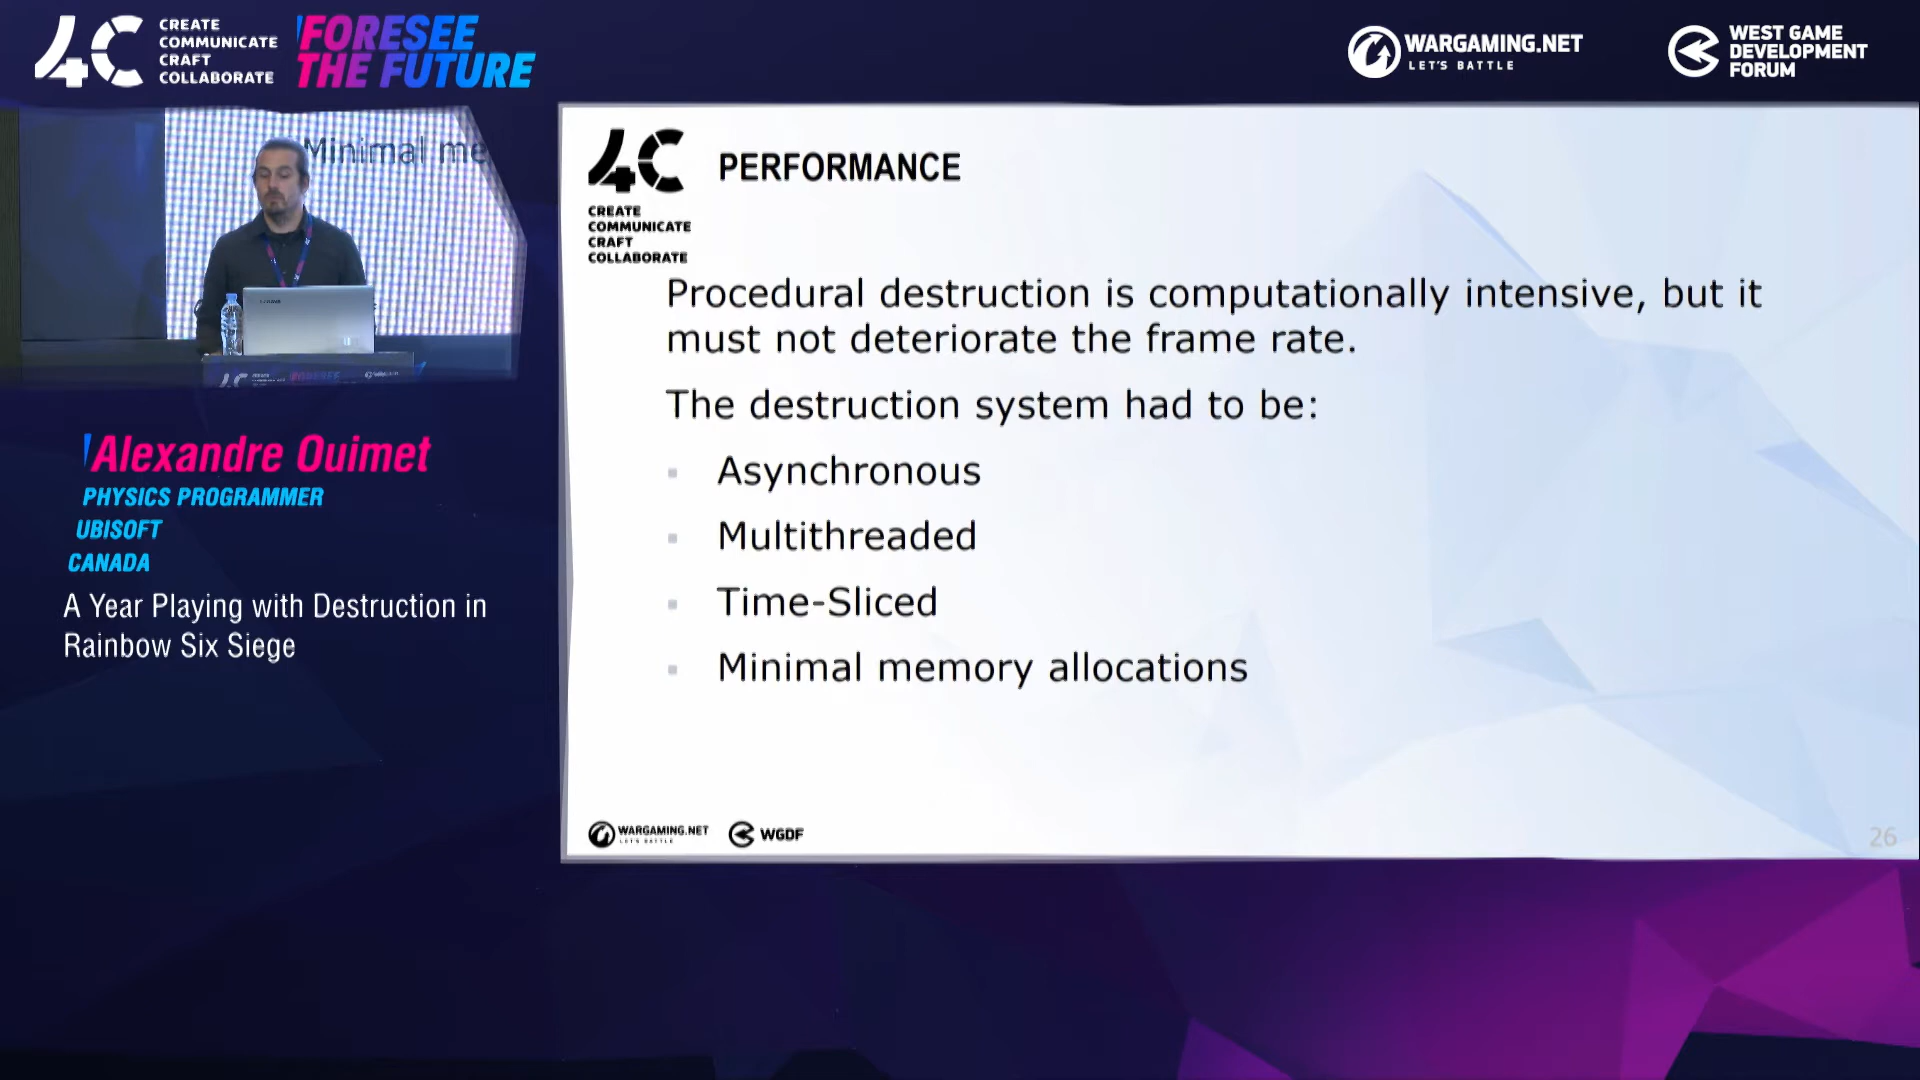 4C
CREATE
COMMUNICATE
CRAFT
COLLABORATE
FORESEE
THE FUTURE
WARGAMING.NET
LET'S BATTLE
WEST GAME
DEVELOPMENT
FORUM
Minimal me
4C
Alexandre Ouimet
PHYSICS PROGRAMMER
UBISOFT
CANADA
A Year Playing with Destruction in
Rainbow Six Siege
4C
CREATE
COMMUNICATE
CRAFT
COLLABORATE
PERFORMANCE
Procedural destruction is computationally intensive, but it
must not deteriorate the frame rate.
The destruction system had to be:
Asynchronous
Multithreaded
Time-Sliced
Minimal memory allocations
WARGAMING.NET
LET'S BATTLE
WGDF
26